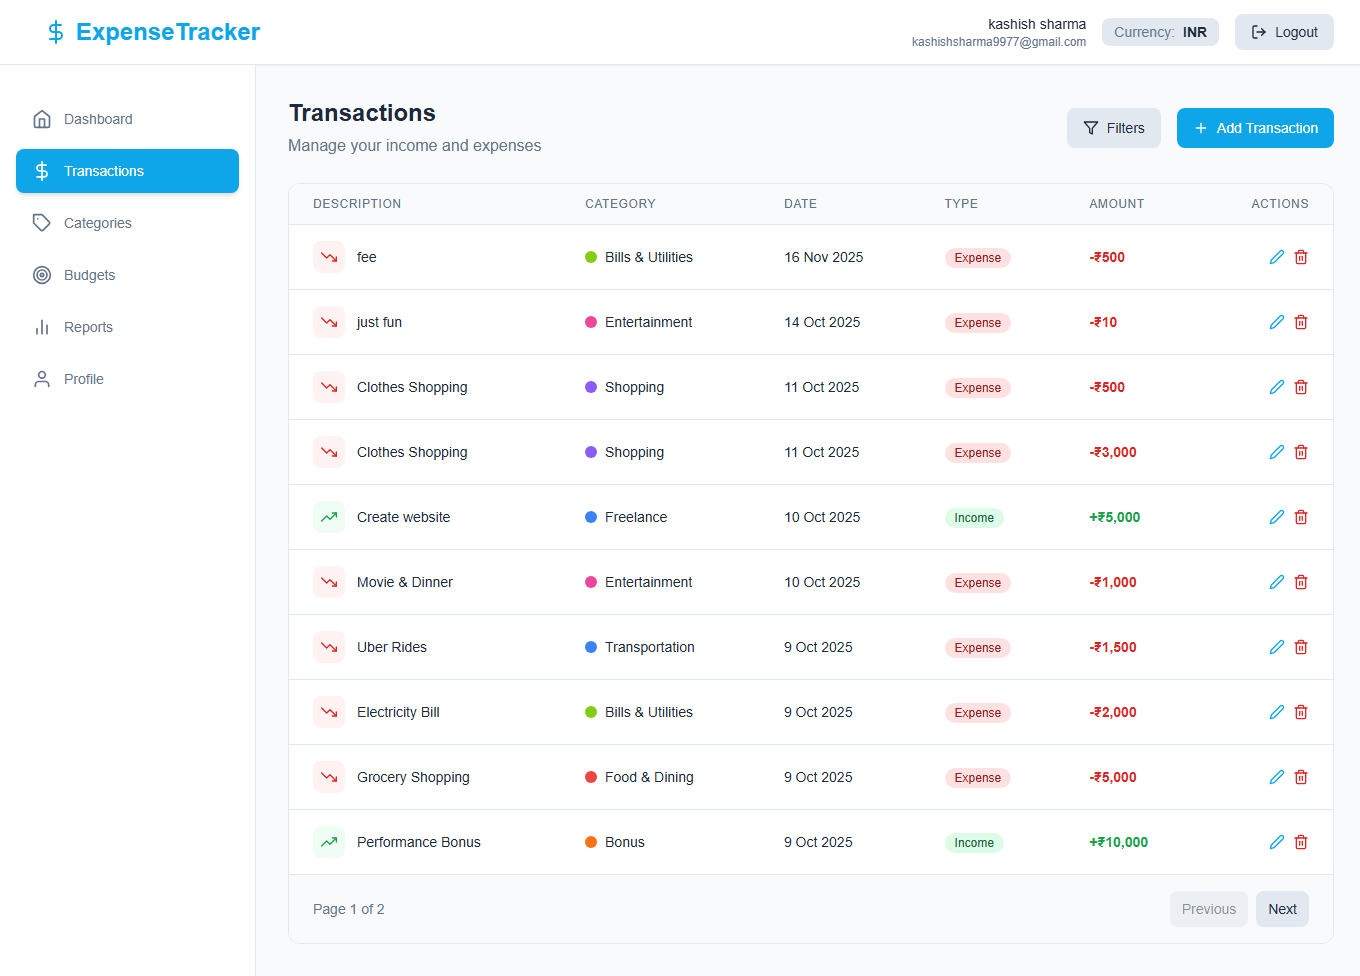 ExpenseTracker
kashish sharma
kashishsharma9977@gmail.com
Currency: INR
Logout
Dashboard
Transactions
Categories
Budgets
Reports
Profile
Transactions
Manage your income and expenses
Filters
Add Transaction
DESCRIPTION CATEGORY DATE TYPE AMOUNT ACTIONS
fee Bills & Utilities 16 Nov 2025 Expense -₹500
just fun Entertainment 14 Oct 2025 Expense -₹10
Clothes Shopping Shopping 11 Oct 2025 Expense -₹500
Clothes Shopping Shopping 11 Oct 2025 Expense -₹3,000
Create website Freelance 10 Oct 2025 Income +₹5,000
Movie & Dinner Entertainment 10 Oct 2025 Expense -₹1,000
Uber Rides Transportation 9 Oct 2025 Expense -₹1,500
Electricity Bill Bills & Utilities 9 Oct 2025 Expense -₹2,000
Grocery Shopping Food & Dining 9 Oct 2025 Expense -₹5,000
Performance Bonus Bonus 9 Oct 2025 Income +₹10,000
Page 1 of 2
Previous Next